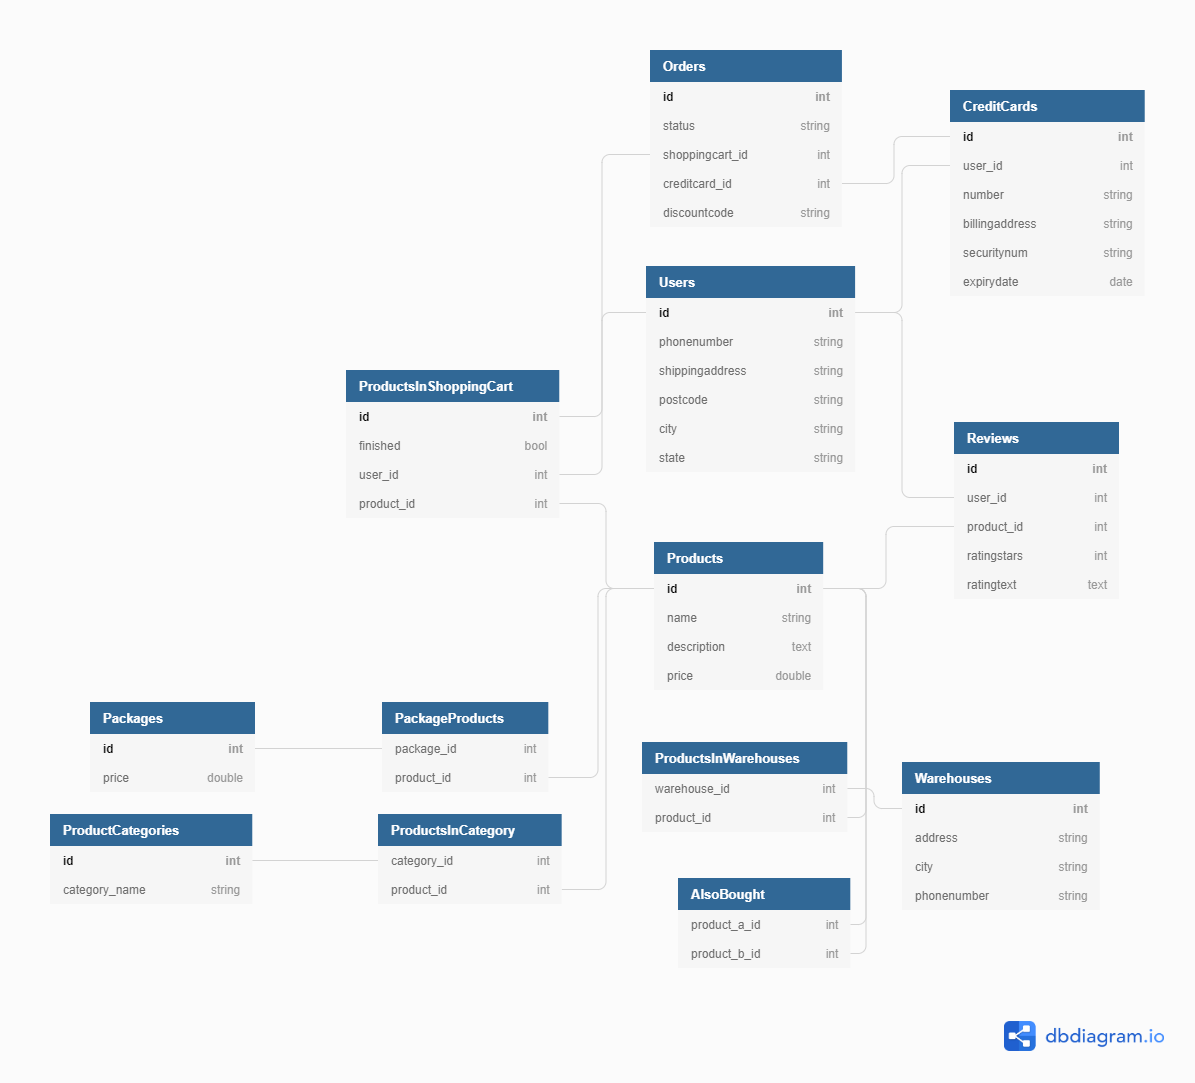 Orders
id int
status string
shoppingcart_id int
creditcard_id int
discountcode string
CreditCards
id int
user_id int
number string
billingaddress string
securitynum string
expirydate date
Users
id int
phonenumber string
shippingaddress string
postcode string
city string
state string
ProductsInShoppingCart
id int
finished bool
user_id int
product_id int
Reviews
id int
user_id int
product_id int
ratingstars int
ratingtext text
Products
id int
name string
description text
price double
Packages
id int
price double
PackageProducts
package_id int
product_id int
ProductCategories
id int
category_name string
ProductsInCategory
category_id int
product_id int
ProductsInWarehouses
warehouse_id int
product_id int
Warehouses
id int
address string
city string
phonenumber string
AlsoBought
product_a_id int
product_b_id int
dbdiagram.io